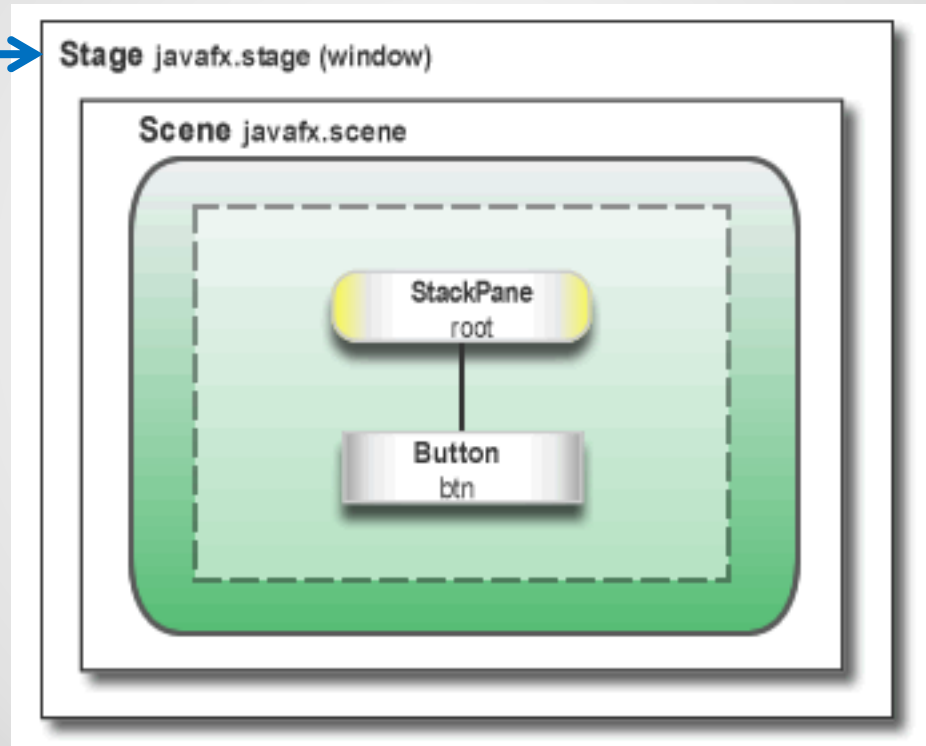 Stage javafx.stage (window)
Scene javafx.scene
StackPane
root
Button
btn